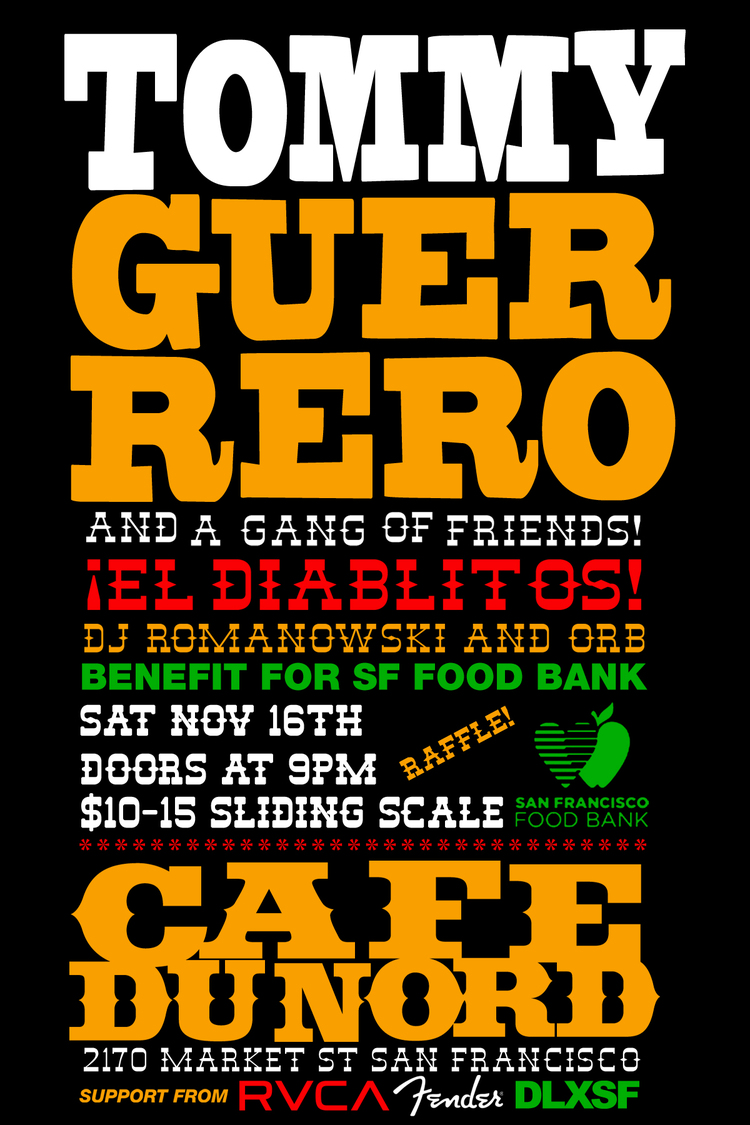 TOMMY
GUER
RERO
AND A GANG OF FRIENDS!
¡EL DIABLITOS!
DJ ROMANOWSKI AND ORB
BENEFIT FOR SF FOOD BANK
SAT NOV 16TH
DOORS AT 9PM
RAFFLE!
$10-15 SLIDING SCALE
SAN FRANCISCO
FOOD BANK
**************************************
CAFE
DU NORD
2170 MARKET ST SAN FRANCISCO
SUPPORT FROM RVCA Fender DLXSF